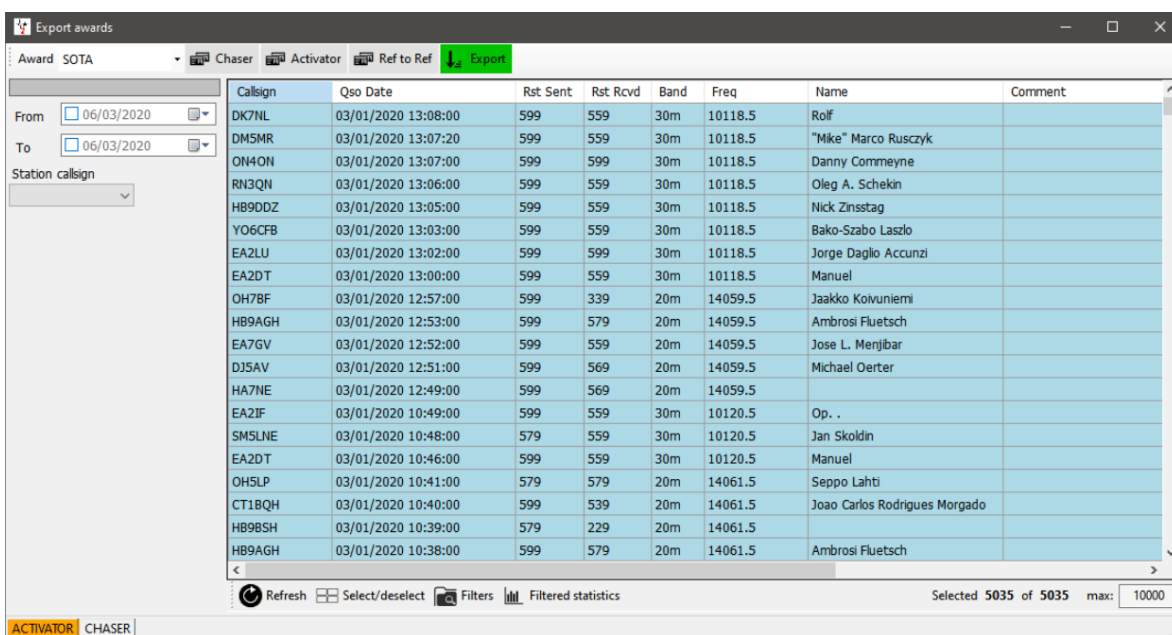 Export awards
Award SOTA Chaser Activator Ref to Ref Export
From 06/03/2020
To 06/03/2020
Station callsign
Callsign Qso Date Rst Sent Rst Rcvd Band Freq Name Comment
DK7NL 03/01/2020 13:08:00 599 559 30m 10118.5 Rolf
DM5MR 03/01/2020 13:07:20 599 559 30m 10118.5 "Mike" Marco Rusczyk
ON4ON 03/01/2020 13:07:00 599 599 30m 10118.5 Danny Commeyne
RN3QN 03/01/2020 13:06:00 599 559 30m 10118.5 Oleg A. Schekin
HB9DDZ 03/01/2020 13:05:00 599 559 30m 10118.5 Nick Zinsstag
YO6CFB 03/01/2020 13:03:00 599 559 30m 10118.5 Bako-Szabo Laszlo
EA2LU 03/01/2020 13:02:00 599 599 30m 10118.5 Jorge Daglio Accunzi
EA2DT 03/01/2020 13:00:00 599 559 30m 10118.5 Manuel
OH7BF 03/01/2020 12:57:00 599 339 20m 14059.5 Jaakko Koivuniemi
HB9AGH 03/01/2020 12:53:00 599 579 20m 14059.5 Ambrosi Fluetsch
EA7GV 03/01/2020 12:52:00 599 559 20m 14059.5 Jose L. Menjibar
DJ5AV 03/01/2020 12:51:00 599 569 20m 14059.5 Michael Oerter
HA7NE 03/01/2020 12:49:00 599 569 20m 14059.5
EA2IF 03/01/2020 10:49:00 599 559 30m 10120.5 Op. .
SM5LNE 03/01/2020 10:48:00 579 559 30m 10120.5 Jan Skoldin
EA2DT 03/01/2020 10:46:00 599 559 30m 10120.5 Manuel
OH5LP 03/01/2020 10:41:00 579 579 20m 14061.5 Seppo Lahti
CT1BQH 03/01/2020 10:40:00 599 539 20m 14061.5 Joao Carlos Rodrigues Morgado
HB9BSH 03/01/2020 10:39:00 579 229 20m 14061.5
HB9AGH 03/01/2020 10:38:00 599 579 20m 14061.5 Ambrosi Fluetsch
Refresh Select/deselect Filters Filtered statistics Selected 5035 of 5035 max: 10000
ACTIVATOR CHASER